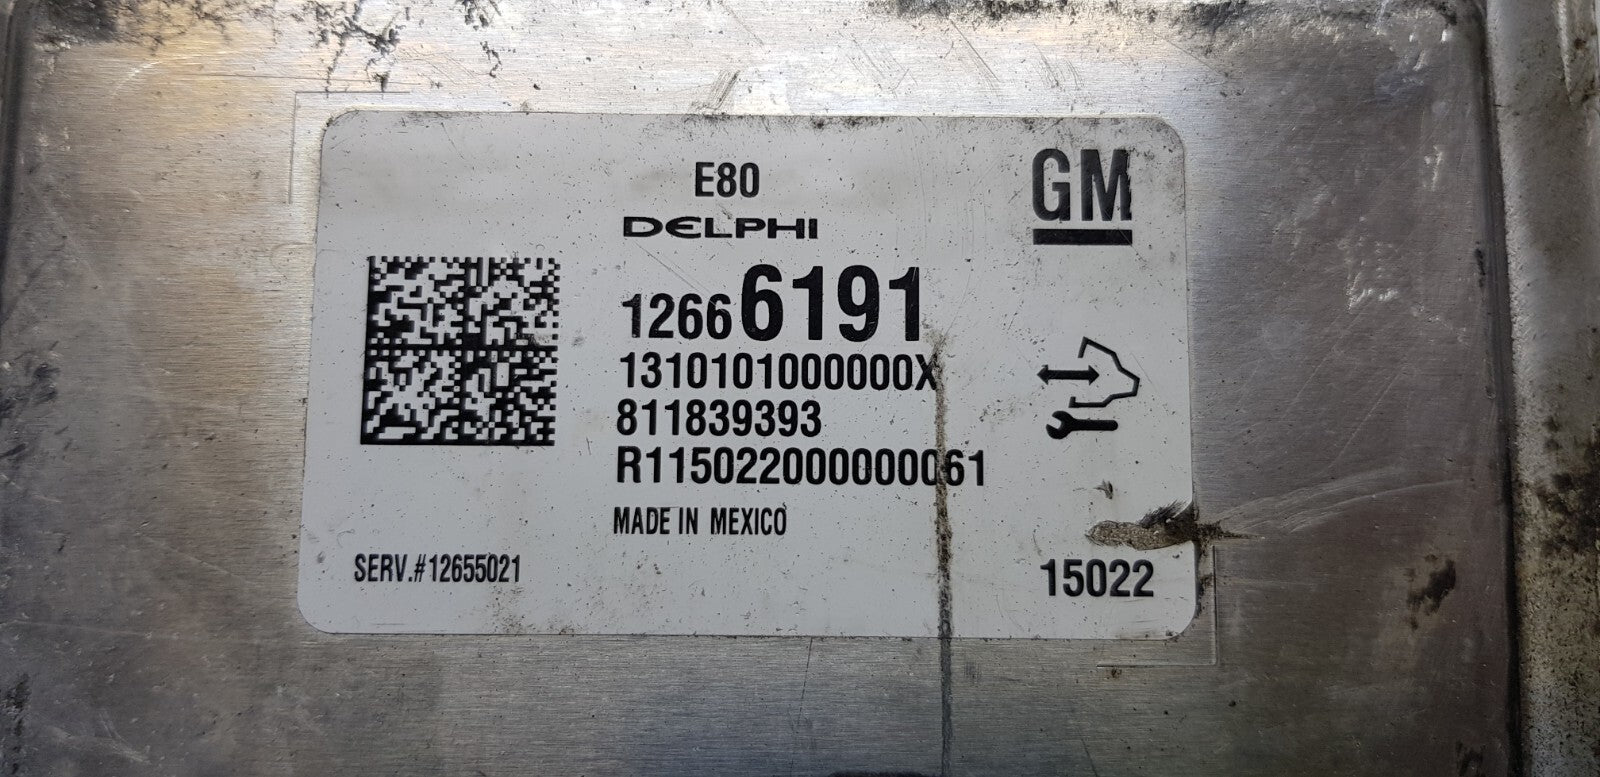 E80
GM
DELPHI
12666191
1310101000000X
811839393
R115022000000061
MADE IN MEXICO
SERV.#12655021
15022